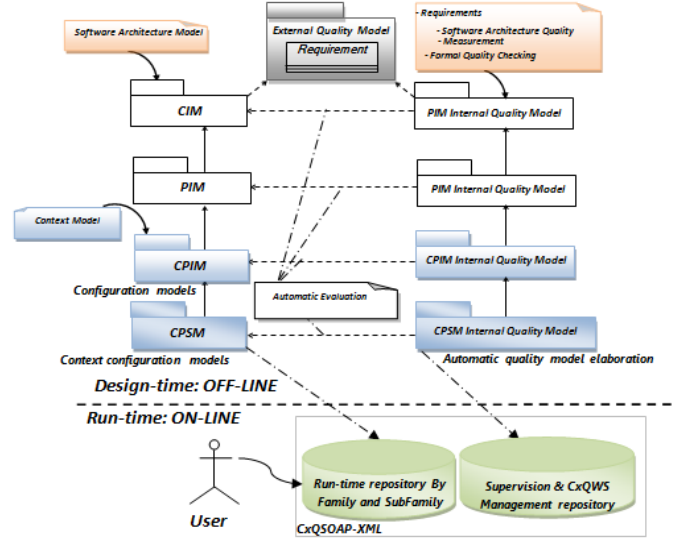 - Requirements
Software Architecture Model
External Quality Model
- Software Architecture Quality
Requirement
- Measurement
- Formal Quality Checking
CIM
PIM Internal Quality Model
PIM
PIM Internal Quality Model
Context Model
CPIM
CPIM Internal Quality Model
Configuration models
Automatic Evaluation
CPSM
CPSM Internal Quality Model
Context configuration models
Automatic quality model elaboration
Design-time: OFF-LINE
Run-time: ON-LINE
Run-time repository By
Family and SubFamily
Supervision & CxQWS
Management repository
User
CxQSOAP-XML